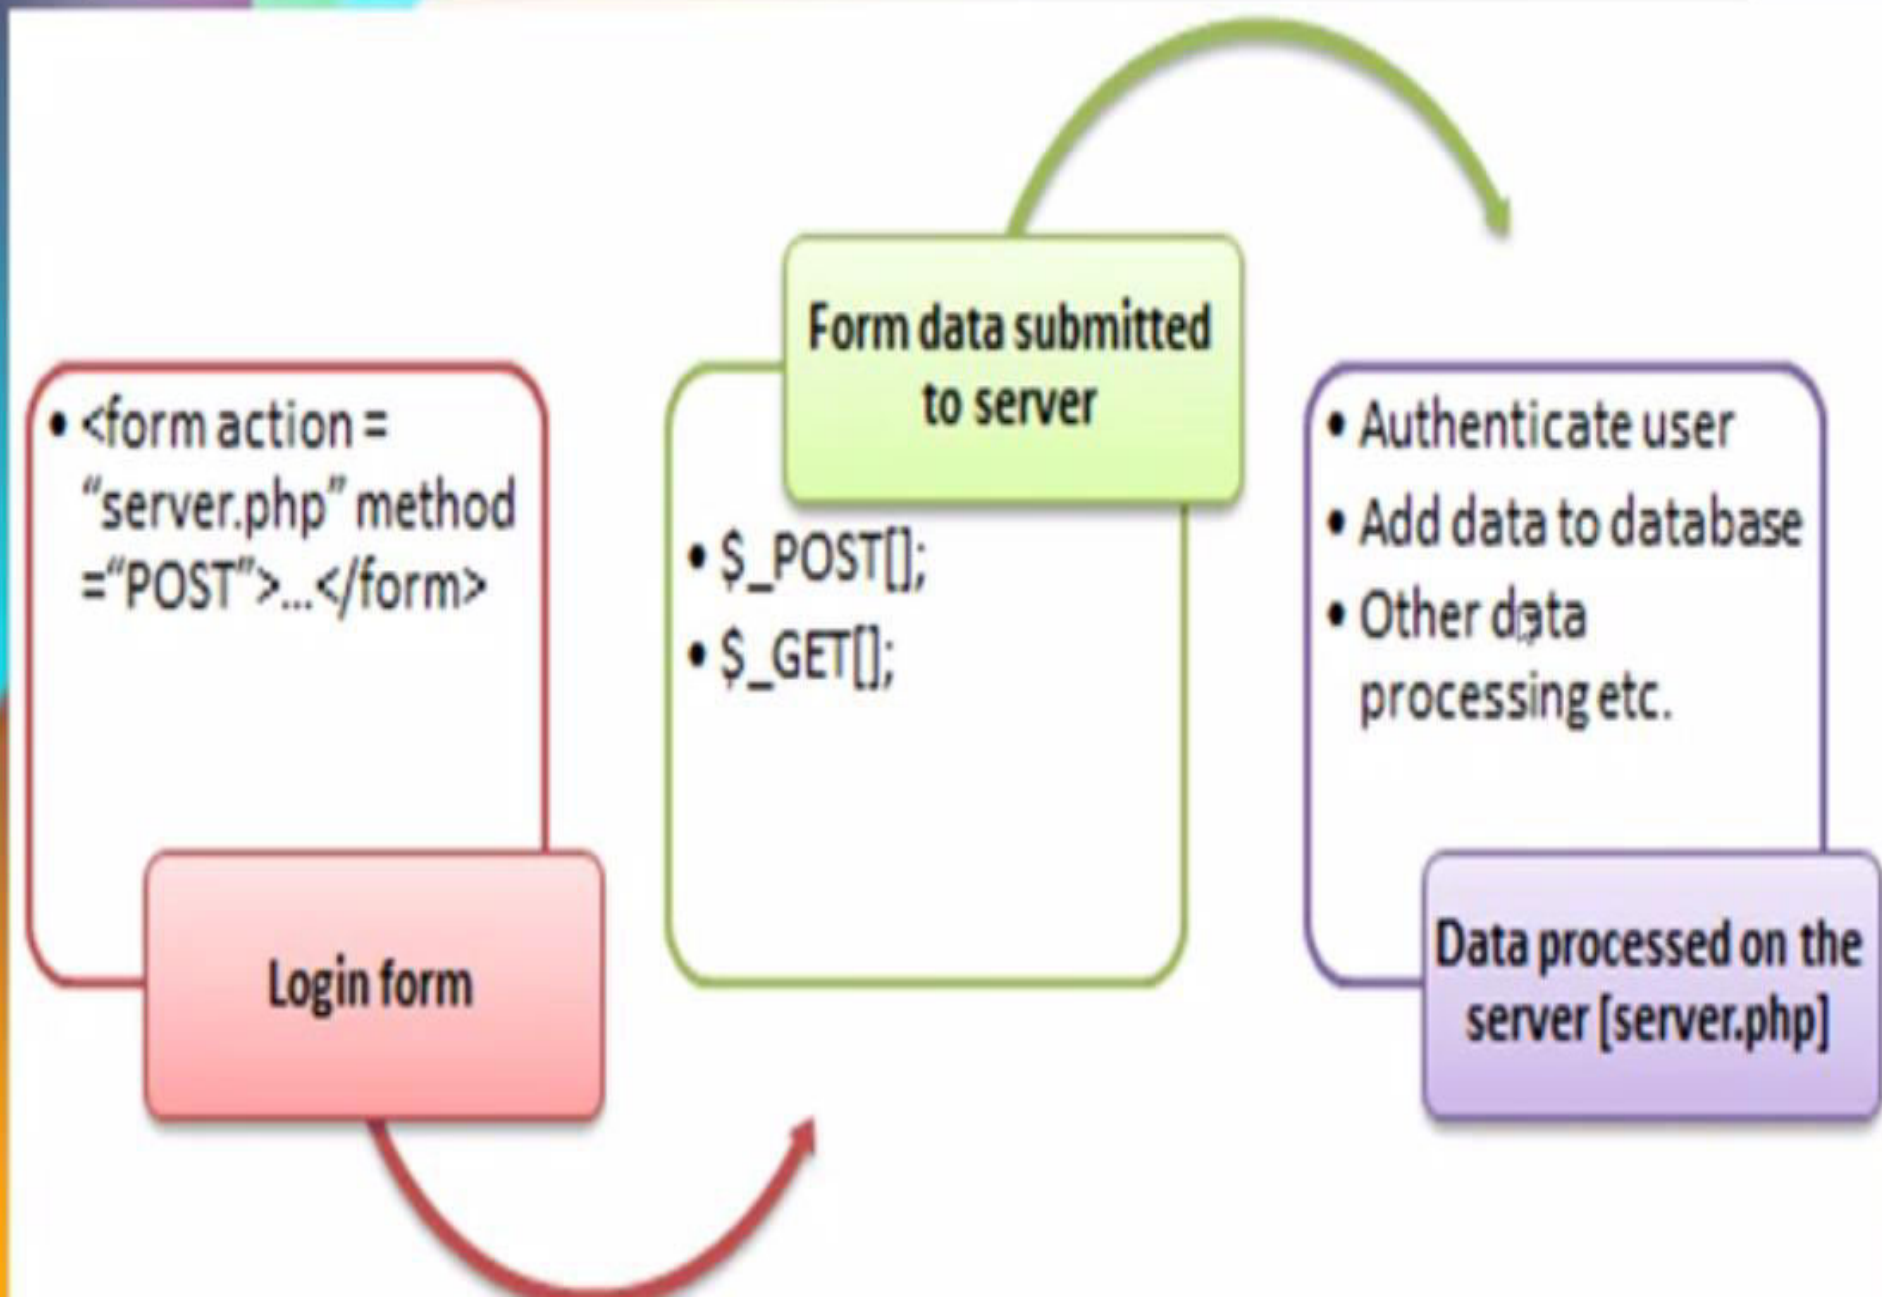 • <form action =
“server.php” method
=“POST”>...</form>
Login form
Form data submitted
to server
• $_POST[];
• $_GET[];
• Authenticate user
• Add data to database
• Other data
processing etc.
Data processed on the
server [server.php]